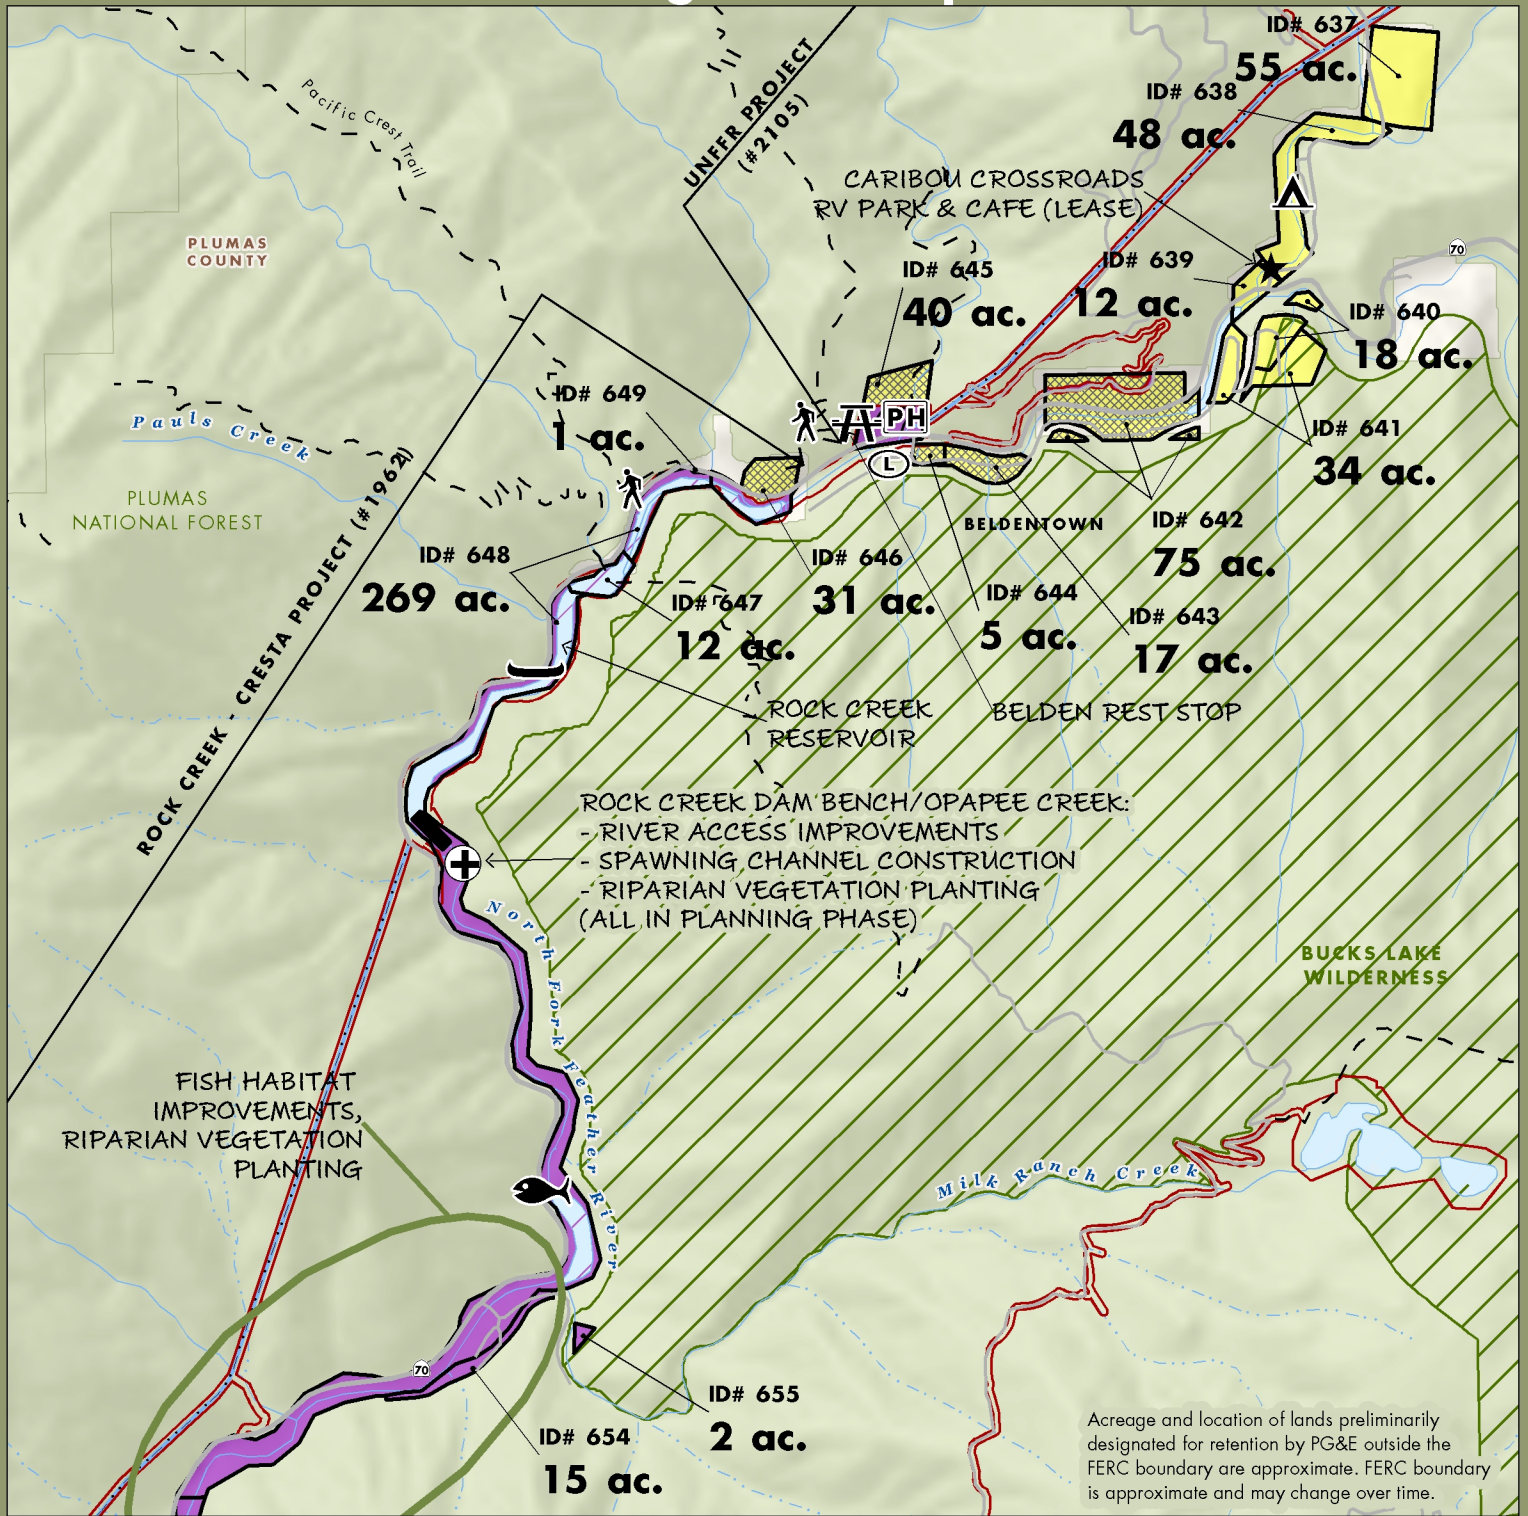 ID# 637
55 ac.
ID# 638
48 ac.
UNFFR PROJECT
(#2105)
Pacific Crest Trail
CARIBOU CROSSROADS
RV PARK & CAFE (LEASE)
PLUMAS
COUNTY
70
ID# 645
40 ac.
ID# 639
12 ac.
ID# 640
18 ac.
ID# 649
1 ac.
PH
L
Pauls Creek
ID# 641
34 ac.
PLUMAS
NATIONAL FOREST
ROCK CREEK - CRESTA PROJECT (#1962)
BELDENTOWN
ID# 642
75 ac.
ID# 648
269 ac.
ID# 646
31 ac.
ID# 647
12 ac.
ID# 644
5 ac.
ID# 643
17 ac.
ROCK CREEK
RESERVOIR
BELDEN REST STOP
ROCK CREEK DAM BENCH/OPAPEE CREEK:
- RIVER ACCESS IMPROVEMENTS
- SPAWNING CHANNEL CONSTRUCTION
- RIPARIAN VEGETATION PLANTING
(ALL IN PLANNING PHASE)
North Fork Feather River
BUCKS LAKE
WILDERNESS
FISH HABITAT
IMPROVEMENTS,
RIPARIAN VEGETATION
PLANTING
Milk Ranch Creek
70
ID# 655
2 ac.
ID# 654
15 ac.
Acreage and location of lands preliminarily
designated for retention by PG&E outside the
FERC boundary are approximate. FERC boundary
is approximate and may change over time.